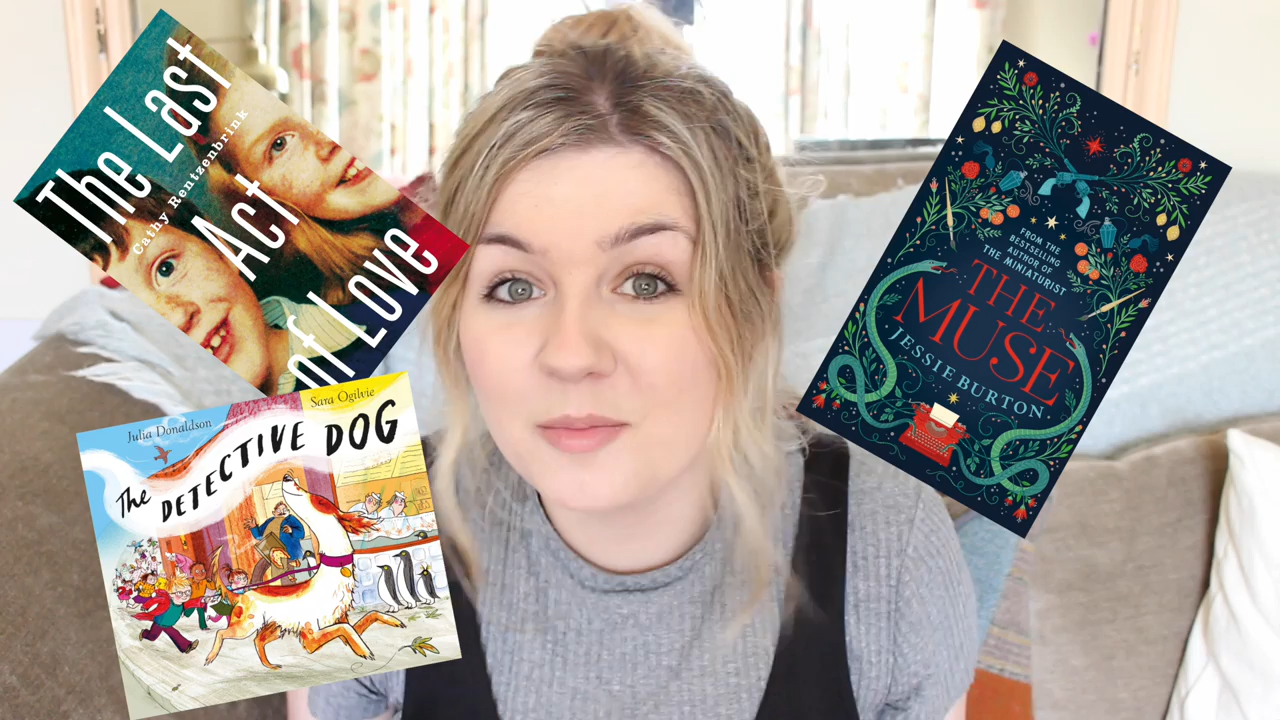 The Last
Cathy Rentzenbrink
Act
of Love
Julia Donaldson
Sara Ogilvie
The DETECTIVE DOG
FROM THE
BESTSELLING
AUTHOR OF
THE MINIATURIST
THE
MUSE
JESSIE BURTON